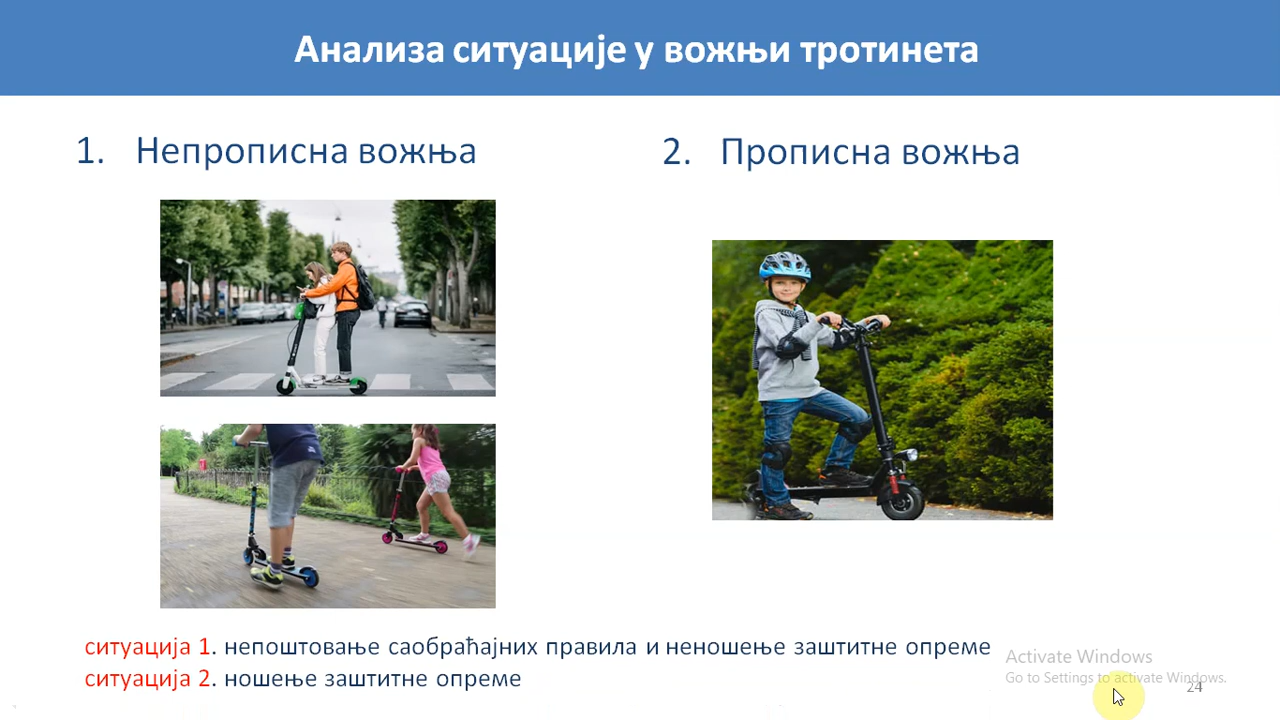 Анализа ситуације у вожњи тротинета
1. Непрописна вожња
2. Прописна вожња
ситуација 1. непоштовање саобраћајних правила и неношење заштитне опреме
ситуација 2. ношење заштитне опреме
Activate Windows
Go to Settings to activate Windows.
24